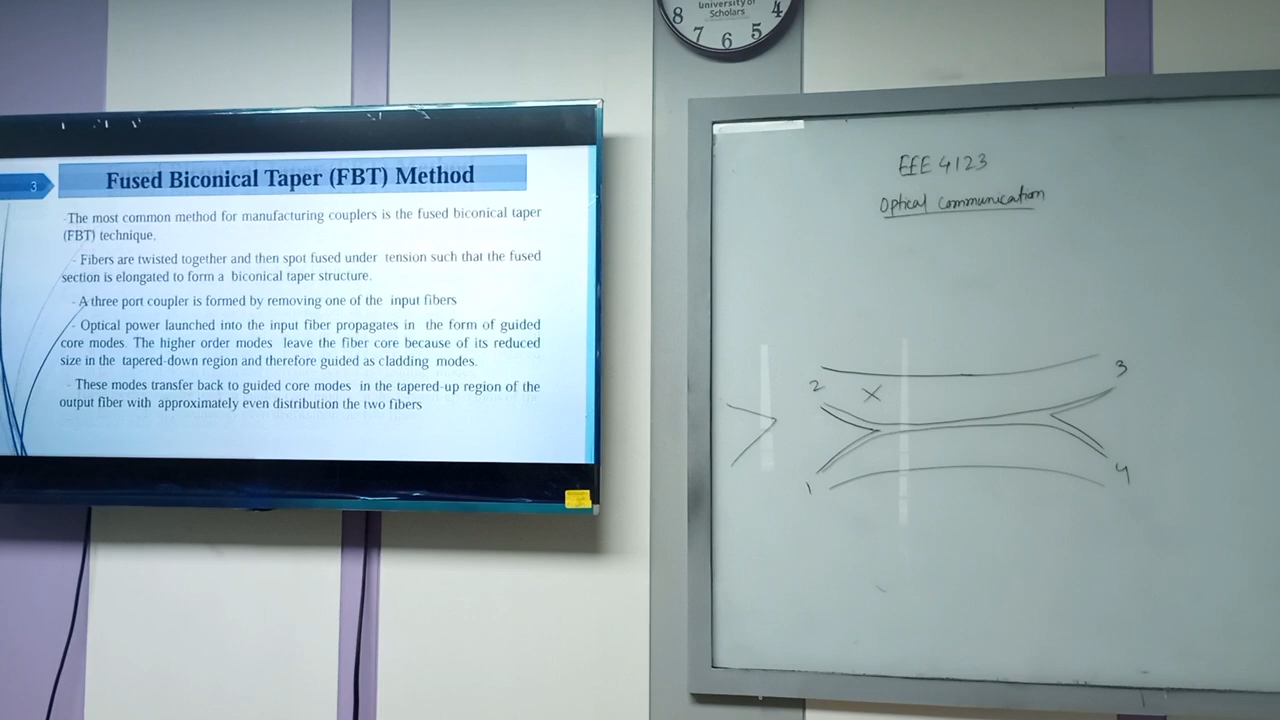 3
Fused Biconical Taper (FBT) Method
-The most common method for manufacturing couplers is the fused biconical taper
(FBT) technique.
- Fibers are twisted together and then spot fused under tension such that the fused
section is elongated to form a biconical taper structure.
- A three port coupler is formed by removing one of the input fibers
- Optical power launched into the input fiber propagates in the form of guided
core modes. The higher order modes leave the fiber core because of its reduced
size in the tapered-down region and therefore guided as cladding modes.
- These modes transfer back to guided core modes in the tapered-up region of the
output fiber with approximately even distribution the two fibers
University of
Scholars
8 7 6 5 4
EEE 4123
Optical Communication
2 X 3
1 4